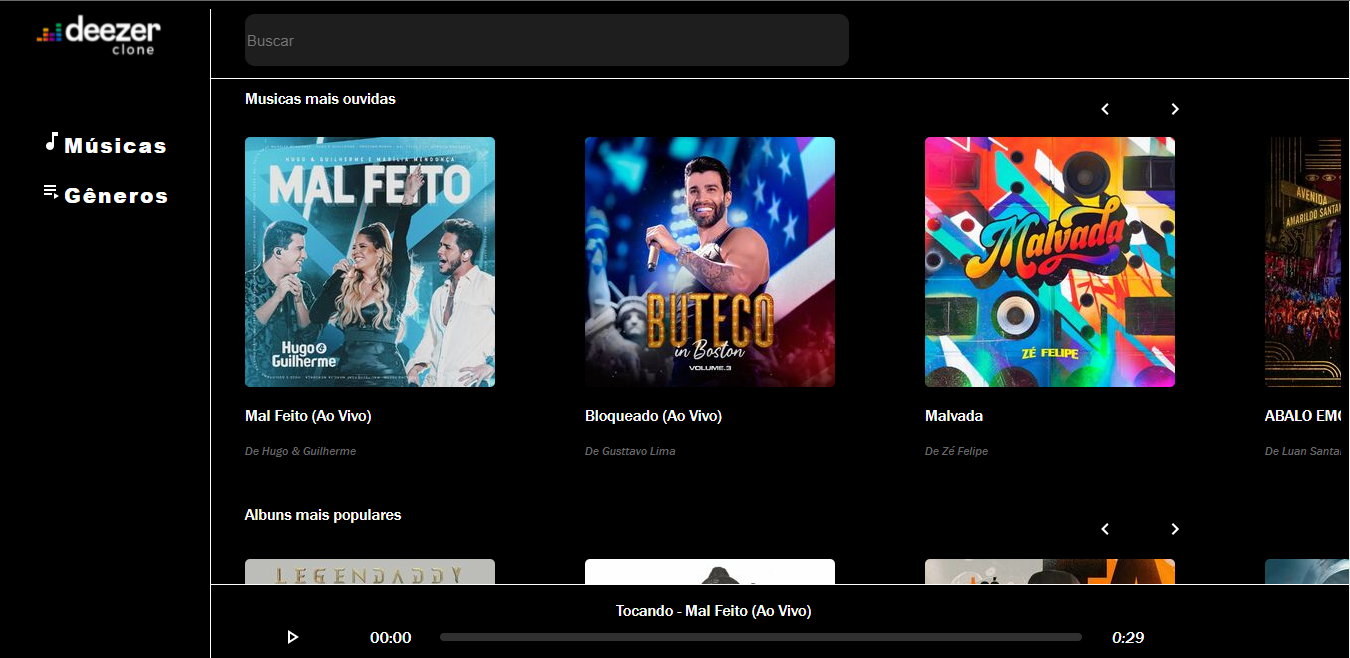 deezer
clone
Buscar
Músicas
Gêneros
Musicas mais ouvidas
HUGO & GUILHERME E MARÍLIA MENDONÇA
MAL FEITO
Hugo &
Guilherme
BUTECO
in Boston
VOLUME.3
Malvada
ZÉ FELIPE
AVENIDA
AMARILDO SANTAN
Mal Feito (Ao Vivo)
Bloqueado (Ao Vivo)
Malvada
ABALO EMO
De Hugo & Guilherme
De Gusttavo Lima
De Zé Felipe
De Luan Santan
Albuns mais populares
LEGENDADDY
Tocando - Mal Feito (Ao Vivo)
00:00
0:29